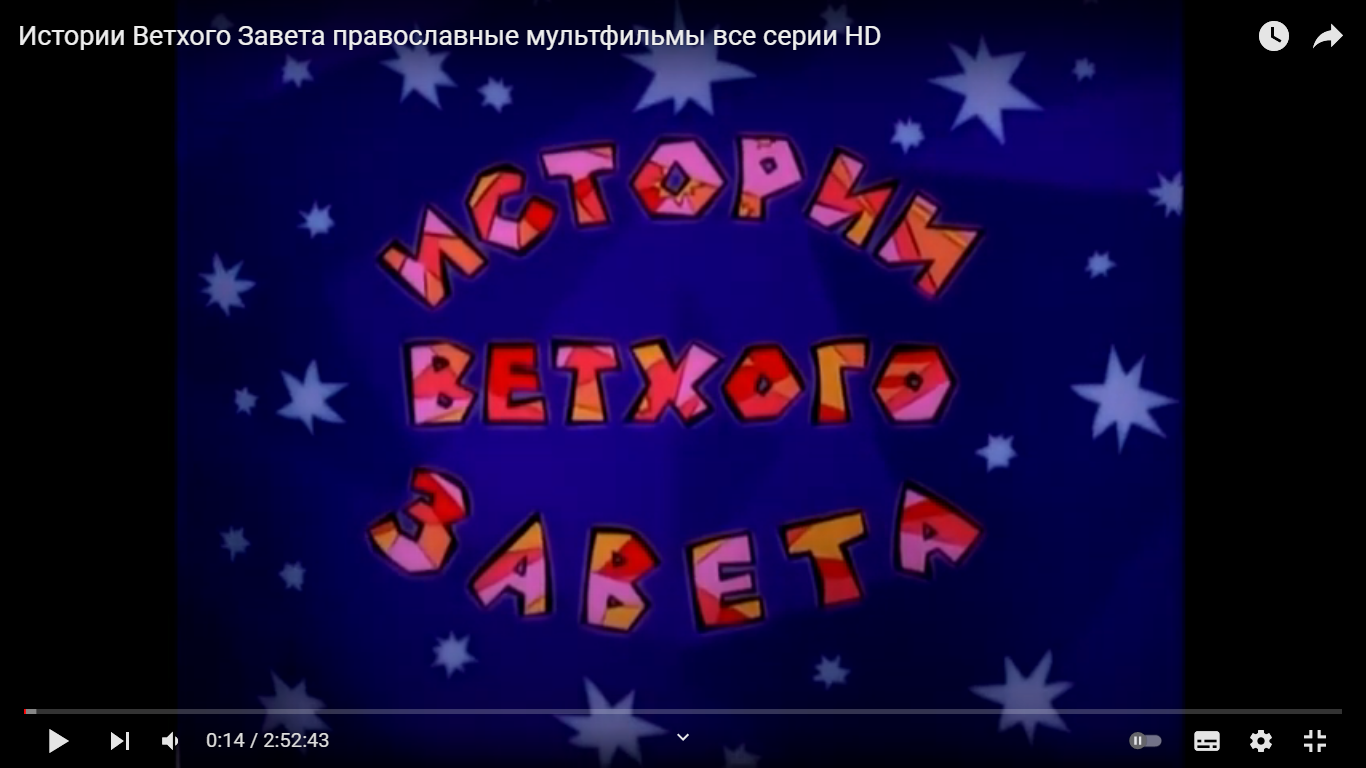 Истории Ветхого Завета православные мультфильмы все серии HD
ИСТОРИИ
ВЕТХОГО
ЗАВЕТА
0:14 / 2:52:43